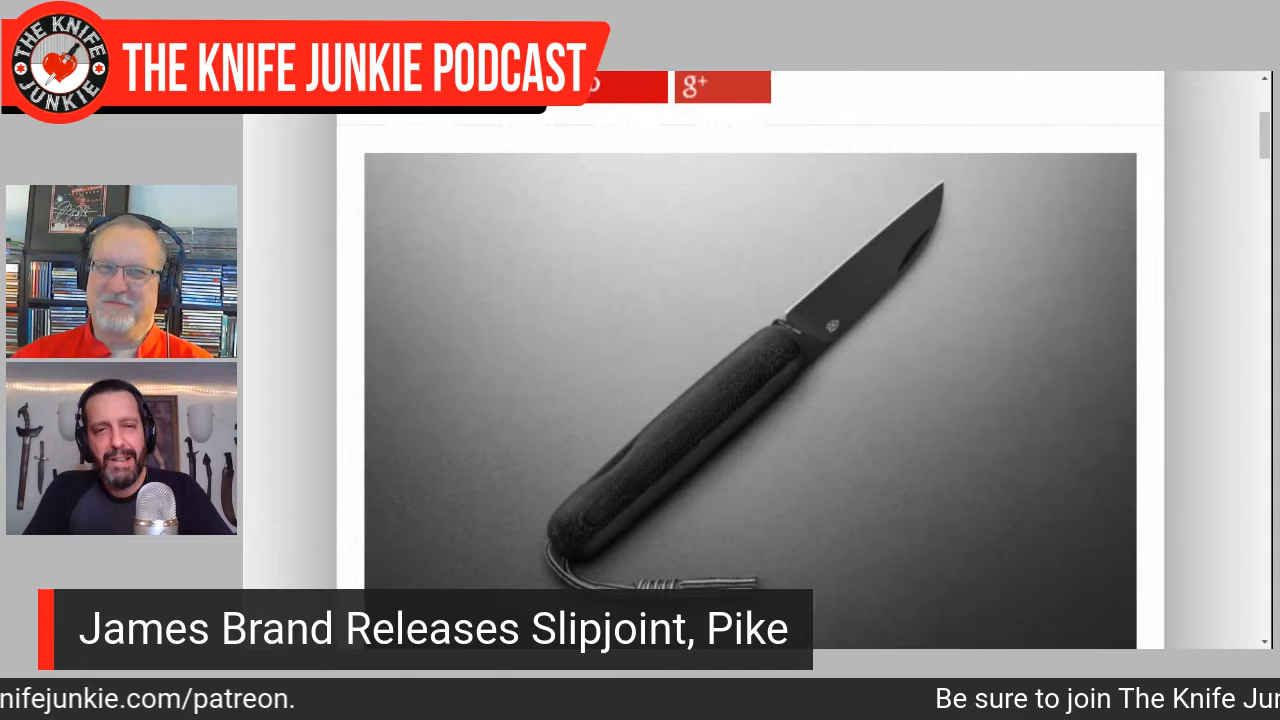 THE KNIFE
JUNKIE
THE KNIFE JUNKIE PODCAST
g+
James Brand Releases Slipjoint, Pike
nifejunkie.com/patreon.
Be sure to join The Knife Jun